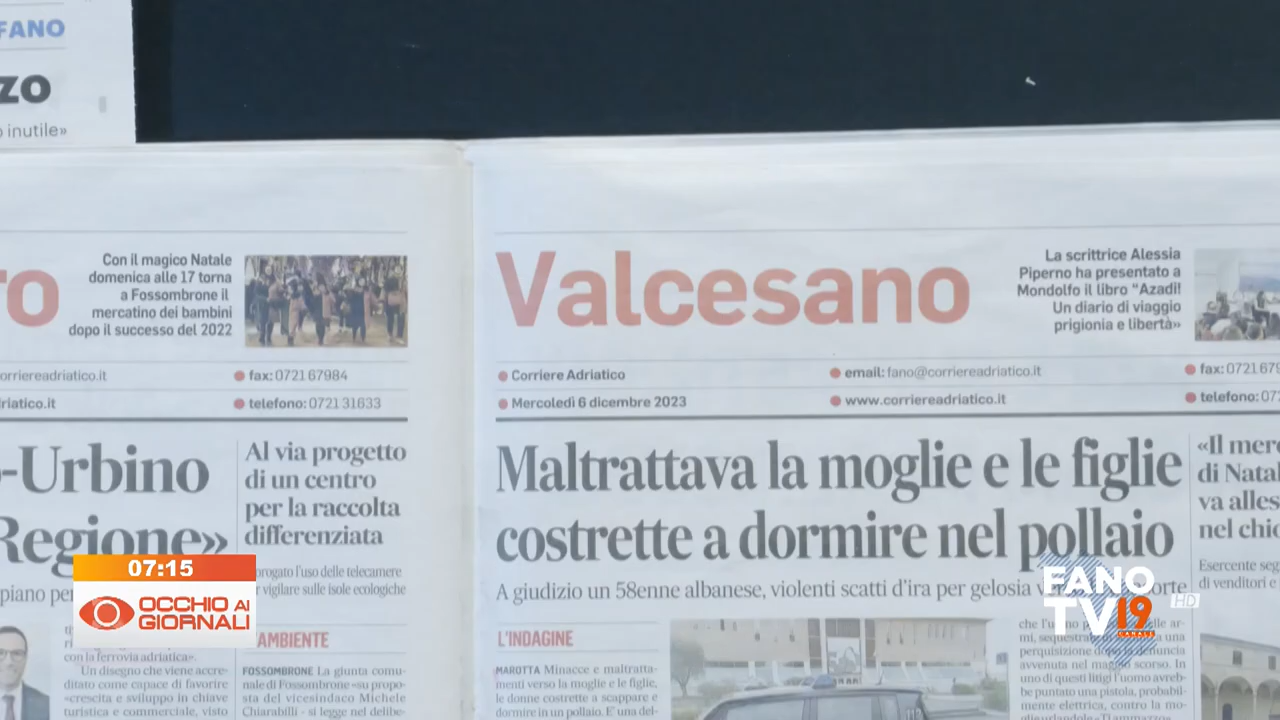 FANO
zo
inutile»
ro
Con il magico Natale
domenica alle 17 torna
a Fossombrone il
mercatino dei bambini
dopo il successo del 2022
orriereadriatico.it
fax: 0721 67984
riatico.it
telefono: 0721 31633
-Urbino
Regione»
piano per
Al via progetto
di un centro
per la raccolta
differenziata
prorogato l'uso delle telecamere
vigilare sulle isole ecologiche
con la ferrovia adriatica».
Un disegno che viene accre-
ditato come capace di favorire
«crescita e sviluppo in chiave
turistica e commerciale, visto
AMBIENTE
FOSSOMBRONE La giunta comu-
nale di Fossombrone «su propo-
sta del vicesindaco Michele
Chiarabilli - si legge nel delibe-
Valcesano
La scrittrice Alessia
Piperno ha presentato a
Mondolfo il libro "Azadi!
Un diario di viaggio
prigionia e libertà»
Corriere Adriatico
email: fano@corriereadriatico.it
fax: 0721 679
Mercoledì 6 dicembre 2023
www.corriereadriatico.it
telefono: 072
Maltrattava la moglie e le figlie
costrette a dormire nel pollaio
A giudizio un 58enne albanese, violenti scatti d'ira per gelosia
L'INDAGINE
MAROTTA Minacce e maltratta-
menti verso la moglie e le figlie,
le donne costrette a scappare e
dormire in un pollaio. E' una del-
che l'uomo
lle ar-
mi, sequestra
a una
perquisizione
avvenuta nel maggio scorso. In
uno di questi litigi l'uomo avreb-
be puntato una pistola, probabil-
mente elettrica, contro la mo-
«Il merc
di Natal
va alles
nel chio
Esercente seg
di venditori e
07:15
OCCHIO AI
GIORNALI
FANO
TV 19
CANALE
HD